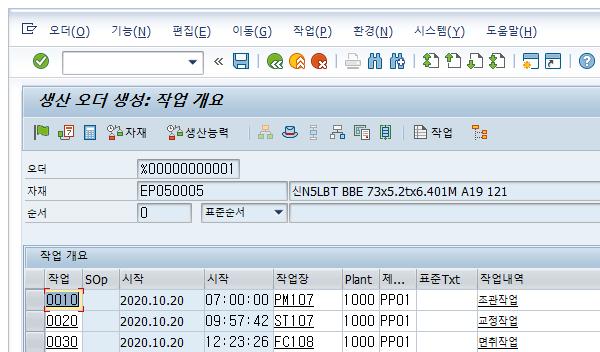 오더(O) 기능(N) 편집(E) 이동(G) 작업(P) 환경(N) 시스템(Y) 도움말(H)
생산 오더 생성: 작업 개요
자재 생산능력 작업
오더 %00000000001
자재 EP050005 신N5LBT BBE 73x5.2tx6.401M A19 121
순서 0 표준순서
작업 개요
작업 SOp 시작 시작 작업장 Plant 제... 표준Txt 작업내역
0010 2020.10.20 07:00:00 PM107 1000 PP01 조관작업
0020 2020.10.20 09:57:42 ST107 1000 PP01 교정작업
0030 2020.10.20 12:23:26 FC108 1000 PP01 면취작업